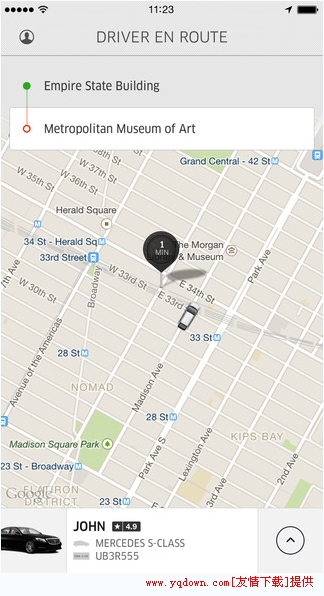 11:23
DRIVER EN ROUTE
Empire State Building
Metropolitan Museum of Art
Grand Central - 42 St M
W 37th St
W 36th St
W 35th St
Herald Square
34 St - Herald Sq M
33rd Street
1
MIN
The Morgan
& Museum
Park Ave
7th Ave
W 33rd St
E 34th St
E 33rd
W 30th St
Broadway
33 St M
28 St M
28 St M
Avenue of the Americas
NOMAD
Madison Ave
28 St M
Madison Square Park
KIPS BAY
Park Ave S
Lexington Ave
2nd Ave
23 St - Broadway M
23 St M
Google
FLATIRON
DISTRICT
JOHN ★ 4.9
MERCEDES S-CLASS
UB3R555
www.yqdown.com[友情下载]提供